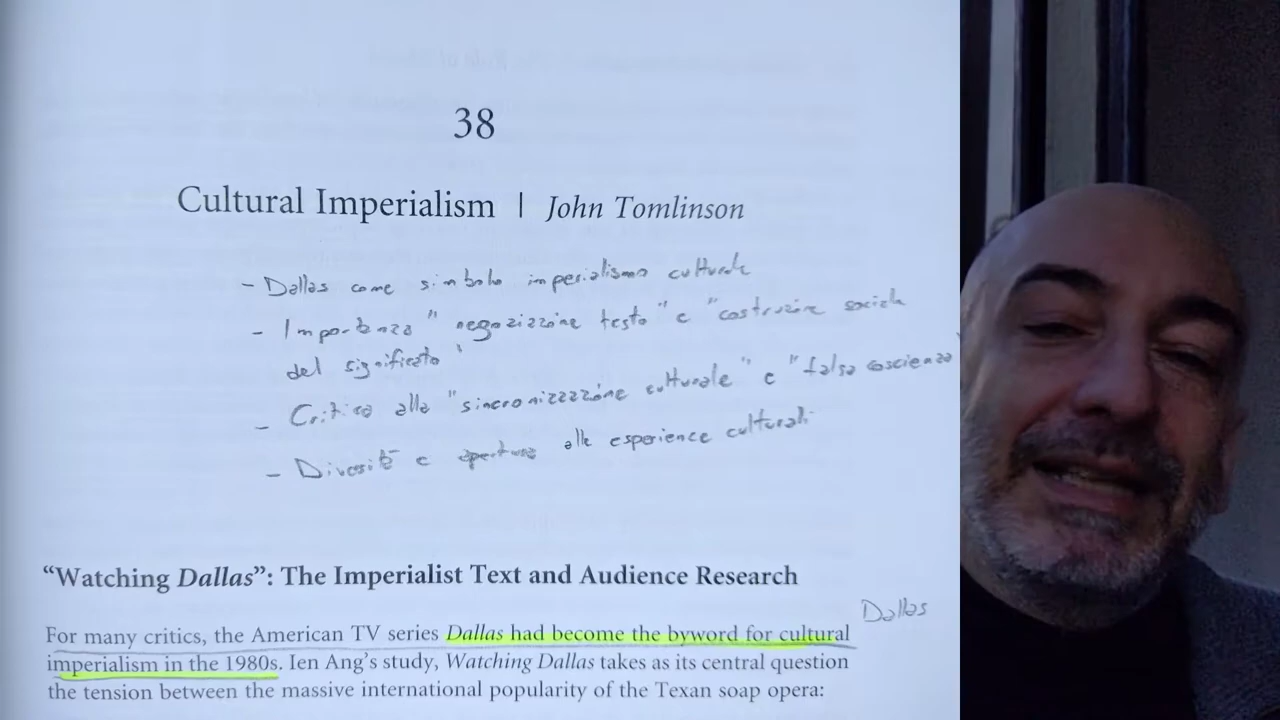 38
Cultural Imperialism | John Tomlinson
- Dallas come simbolo imperialismo culturale
- Importanza "negoziazione testo" e "costruzione sociale
del significato"
- Critica alla "sincronizzazione culturale" e "falsa coscienza"
- Diversità e apertura alle esperienze culturali
"Watching Dallas": The Imperialist Text and Audience Research
Dallas
For many critics, the American TV series Dallas had become the byword for cultural
imperialism in the 1980s. Ien Ang's study, Watching Dallas takes as its central question
the tension between the massive international popularity of the Texan soap opera: